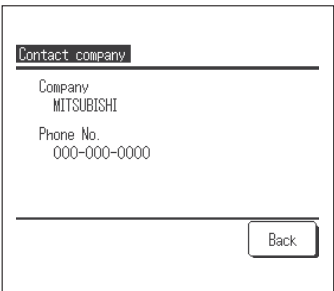 Contact company
Company
MITSUBISHI
Phone No.
000-000-0000
Back